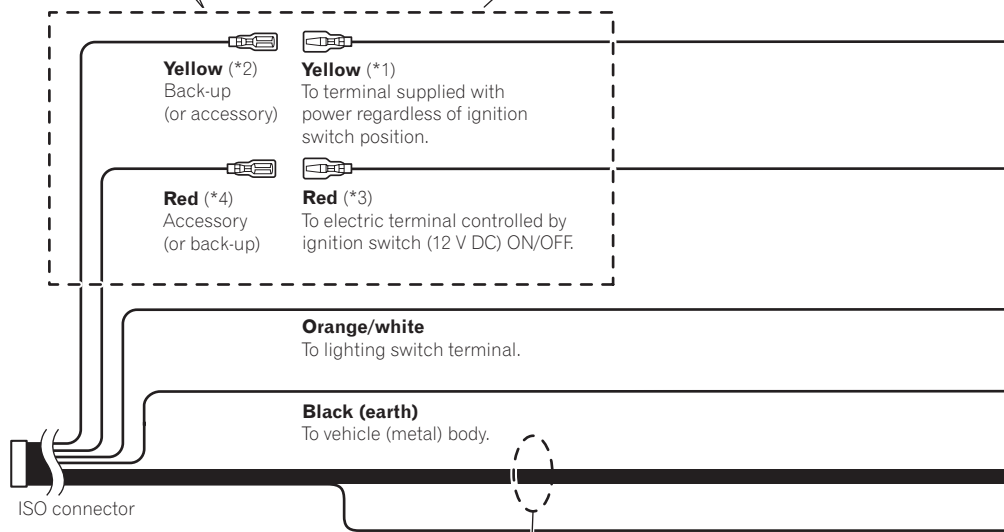 Yellow (*2)
Back-up
(or accessory)
Yellow (*1)
To terminal supplied with
power regardless of ignition
switch position.
Red (*4)
Accessory
(or back-up)
Red (*3)
To electric terminal controlled by
ignition switch (12 V DC) ON/OFF.
Orange/white
To lighting switch terminal.
Black (earth)
To vehicle (metal) body.
ISO connector